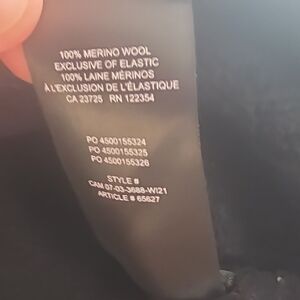 100% MERINO WOOL
EXCLUSIVE OF ELASTIC
100% LAINE MÉRINOS
À L'EXCLUSION DE L'ÉLASTIQUE
CA 23725 RN 122354
PO 4500155324
PO 4500155325
PO 4500155326
STYLE #
CAM 07-03-3688-WI21
ARTICLE # 65627